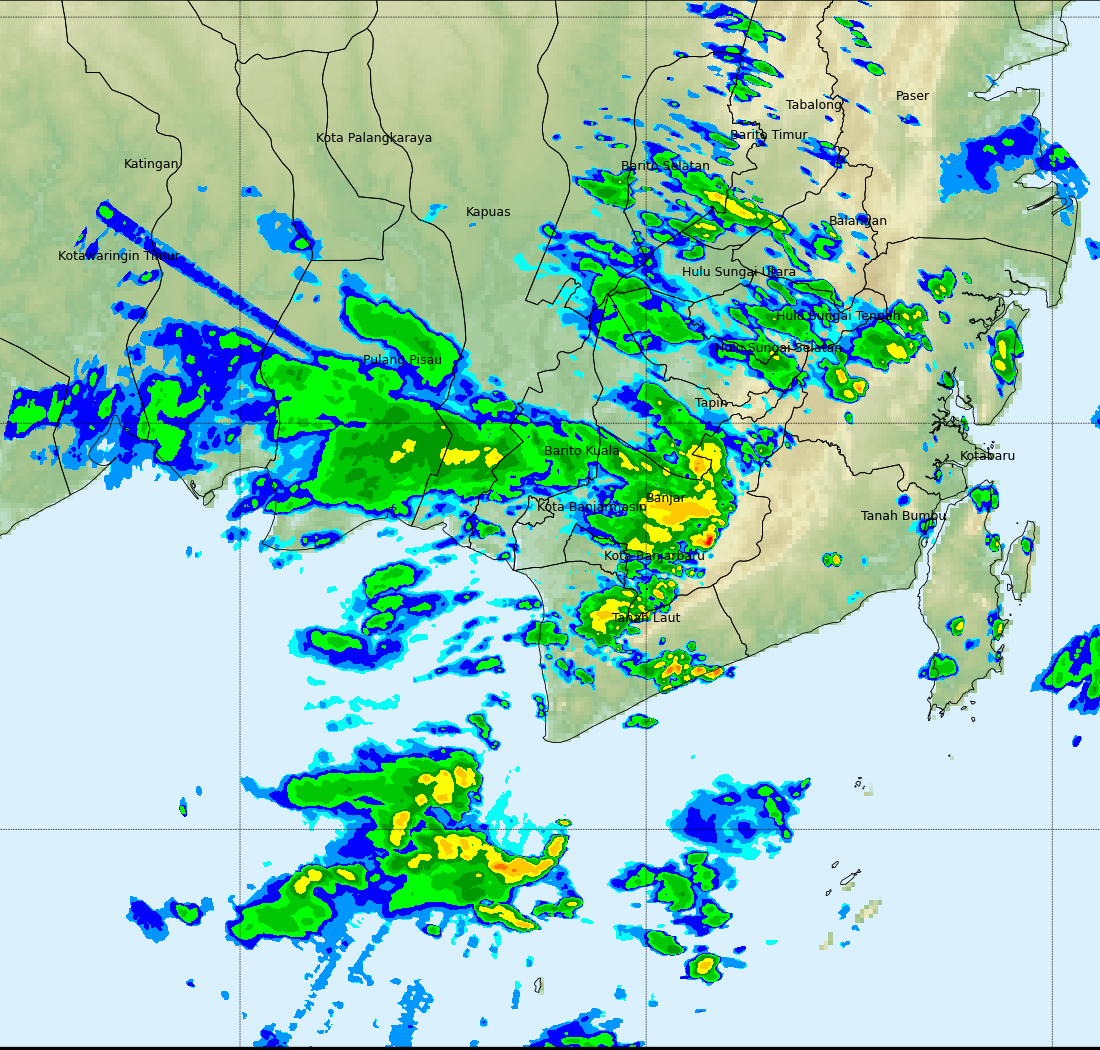 Paser
Tabalong
Barito Timur
Kota Palangkaraya
Katingan
Barito Selatan
Kapuas
Balangan
Kotawaringin Timur
Hulu Sungai Utara
Hulu Sungai Tengah
Hulu Sungai Selatan
Pulang Pisau
Tapin
Barito Kuala
Kotabaru
Banjar
Kota Banjarmasin
Tanah Bumbu
Kota Banjarbaru
Tanah Laut